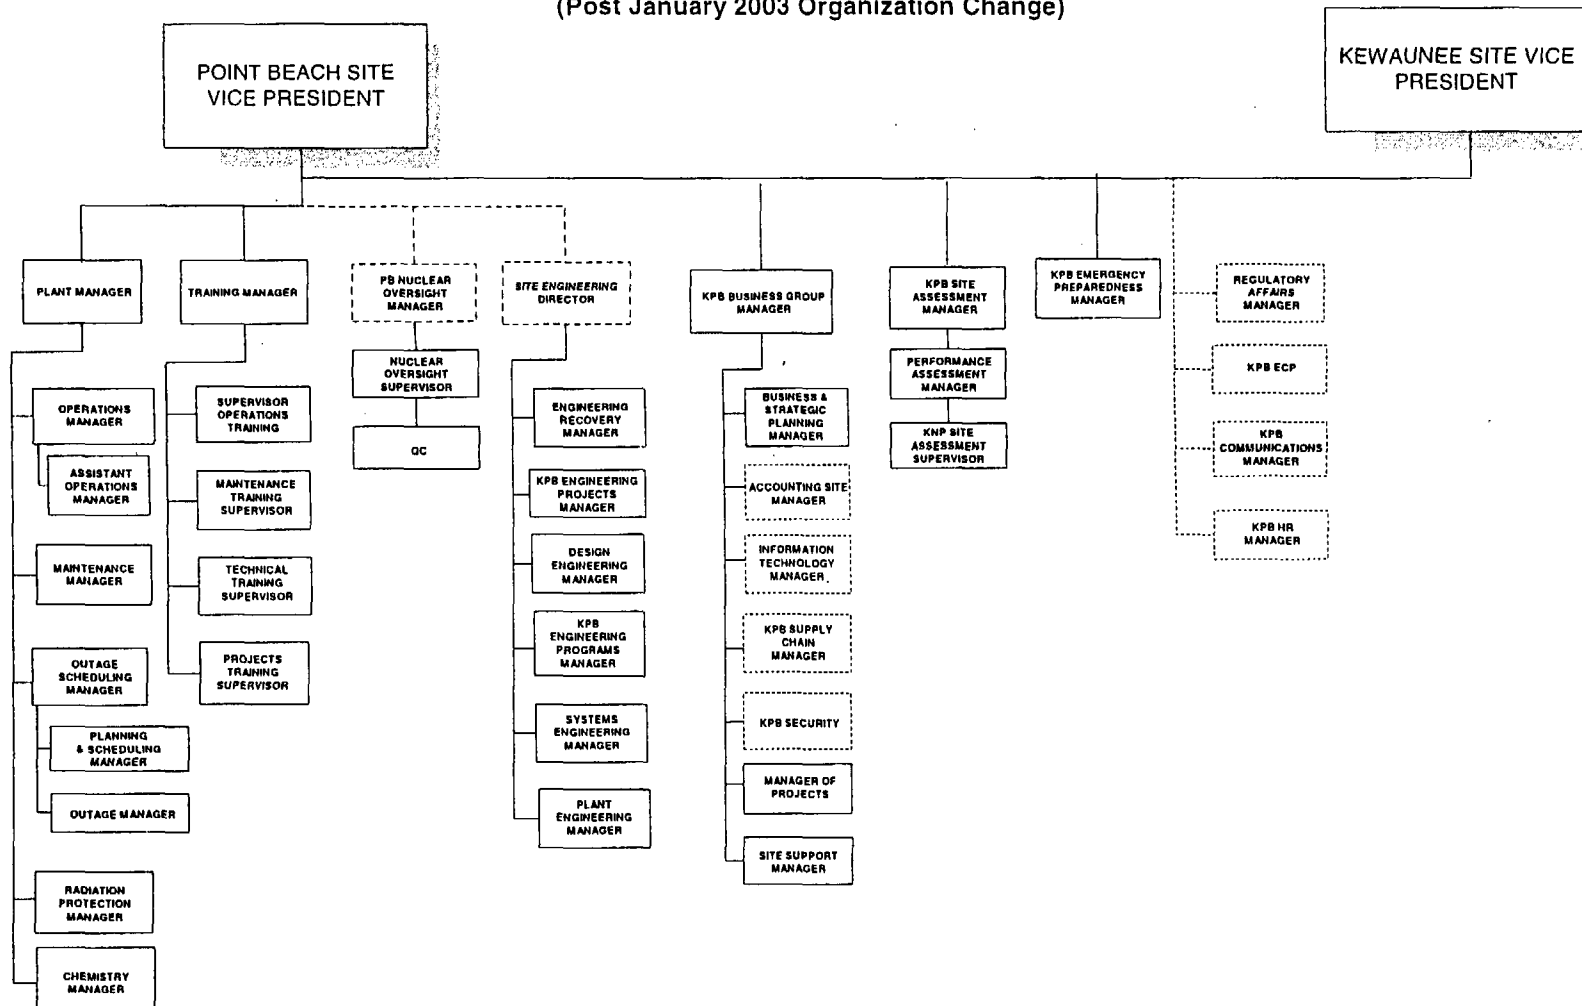 (Post January 2003 Organization Change)
POINT BEACH SITE
VICE PRESIDENT
KEWAUNEE SITE VICE
PRESIDENT
PLANT MANAGER
TRAINING MANAGER
PB NUCLEAR
OVERSIGHT
MANAGER
SITE ENGINEERING
DIRECTOR
KPB BUSINESS GROUP
MANAGER
KPB SITE
ASSESSMENT
MANAGER
KPB EMERGENCY
PREPAREDNESS
MANAGER
REGULATORY
AFFAIRS
MANAGER
OPERATIONS
MANAGER
ASSISTANT
OPERATIONS
MANAGER
MAINTENANCE
MANAGER
OUTAGE
SCHEDULING
MANAGER
PLANNING
& SCHEDULING
MANAGER
OUTAGE MANAGER
RADIATION
PROTECTION
MANAGER
CHEMISTRY
MANAGER
SUPERVISOR
OPERATIONS
TRAINING
MAINTENANCE
TRAINING
SUPERVISOR
TECHNICAL
TRAINING
SUPERVISOR
PROJECTS
TRAINING
SUPERVISOR
NUCLEAR
OVERSIGHT
SUPERVISOR
QC
ENGINEERING
RECOVERY
MANAGER
KPB ENGINEERING
PROJECTS
MANAGER
DESIGN
ENGINEERING
MANAGER
KPB
ENGINEERING
PROGRAMS
MANAGER
SYSTEMS
ENGINEERING
MANAGER
PLANT
ENGINEERING
MANAGER
BUSINESS &
STRATEGIC
PLANNING
MANAGER
ACCOUNTING SITE
MANAGER
INFORMATION
TECHNOLOGY
MANAGER
KPB SUPPLY
CHAIN
MANAGER
KPB SECURITY
MANAGER OF
PROJECTS
SITE SUPPORT
MANAGER
PERFORMANCE
ASSESSMENT
MANAGER
KNP SITE
ASSESSMENT
SUPERVISOR
KPB ECP
KPB
COMMUNICATIONS
MANAGER
KPB HR
MANAGER